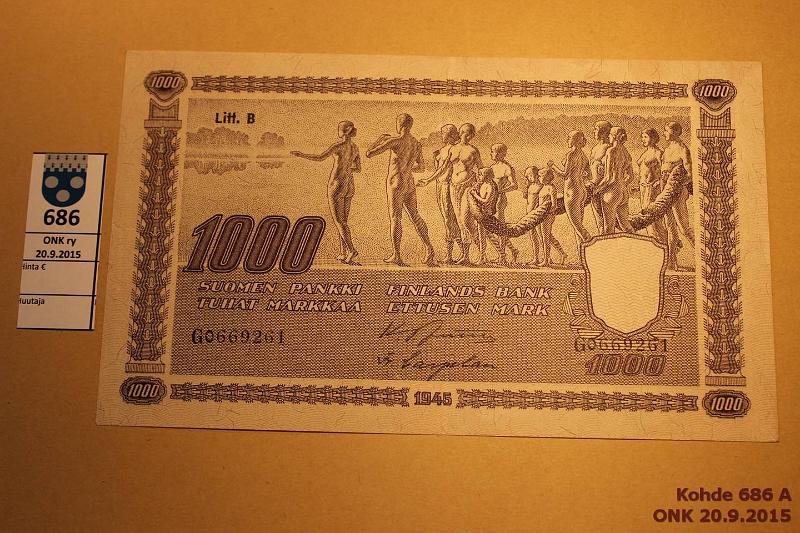 686
ONK ry
20.9.2015
Hinta €
Huutaja
1000
1000
Litt. B
1000
SUOMEN PANKKI
TUHAT MARKKAA
FINLANDS BANK
ETTUSEN MARK
G0669261
G0669261
1000
1000
1945
1000
Kohde 686 A
ONK 20.9.2015